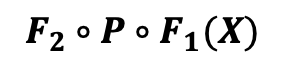 F₂ ∘ P ∘ F₁(X)